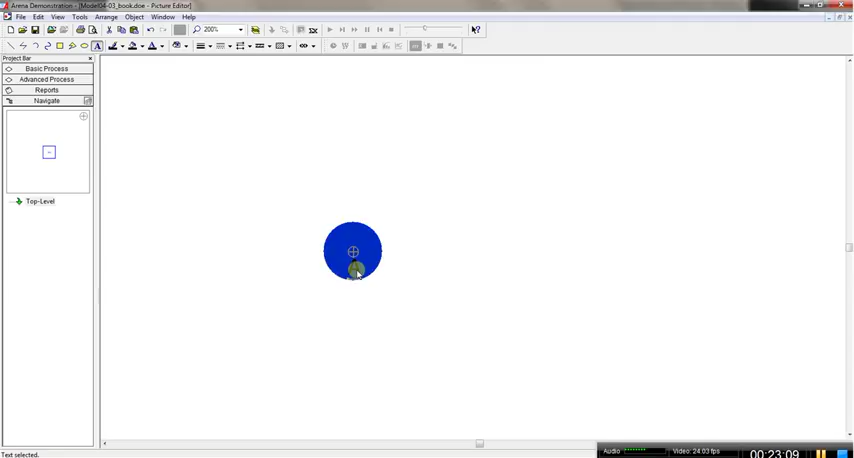 Arena Demonstration - [Model04-03_book.doe - Picture Editor]
File Edit View Tools Arrange Object Window Help
200%
Project Bar
Basic Process
Advanced Process
Reports
Navigate
Top-Level
Text selected.
Audio
Video: 24.03 fps
00:23:09